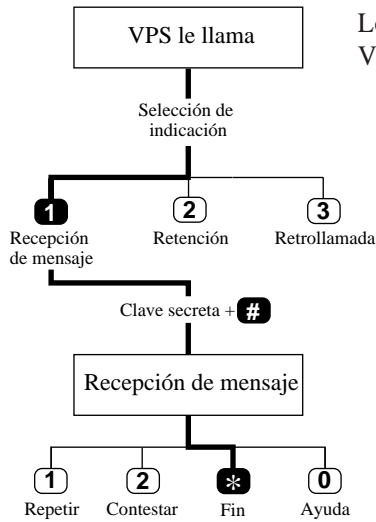 VPS le llama
Selección de
indicación
1 2 3
Recepción
de mensaje
Retención
Retrollamada
Clave secreta + #
Recepción de mensaje
1 2 * 0
Repetir Contestar Fin Ayuda